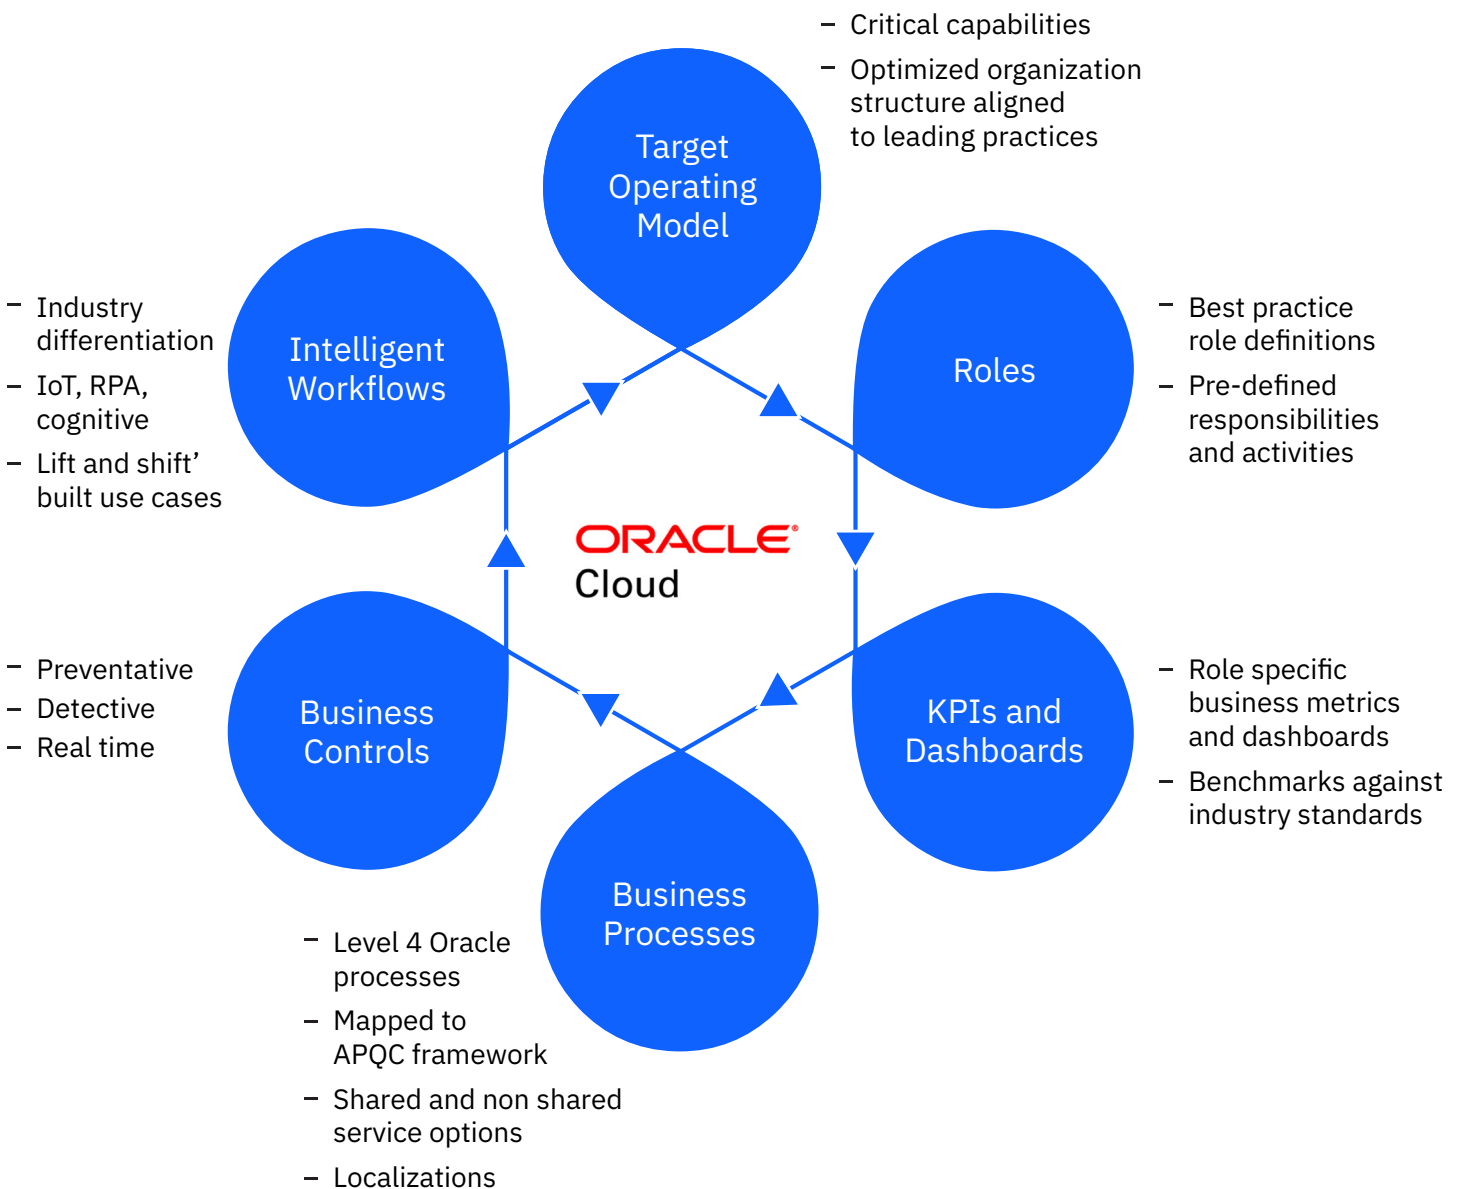 – Critical capabilities
– Optimized organization
structure aligned
to leading practices
Target
Operating
Model
Intelligent
Workflows
– Industry
differentiation
– IoT, RPA,
cognitive
– Lift and shift’
built use cases
Roles
– Best practice
role definitions
– Pre-defined
responsibilities
and activities
ORACLE®
Cloud
Business
Controls
– Preventative
– Detective
– Real time
KPIs and
Dashboards
– Role specific
business metrics
and dashboards
– Benchmarks against
industry standards
Business
Processes
– Level 4 Oracle
processes
– Mapped to
APQC framework
– Shared and non shared
service options
– Localizations